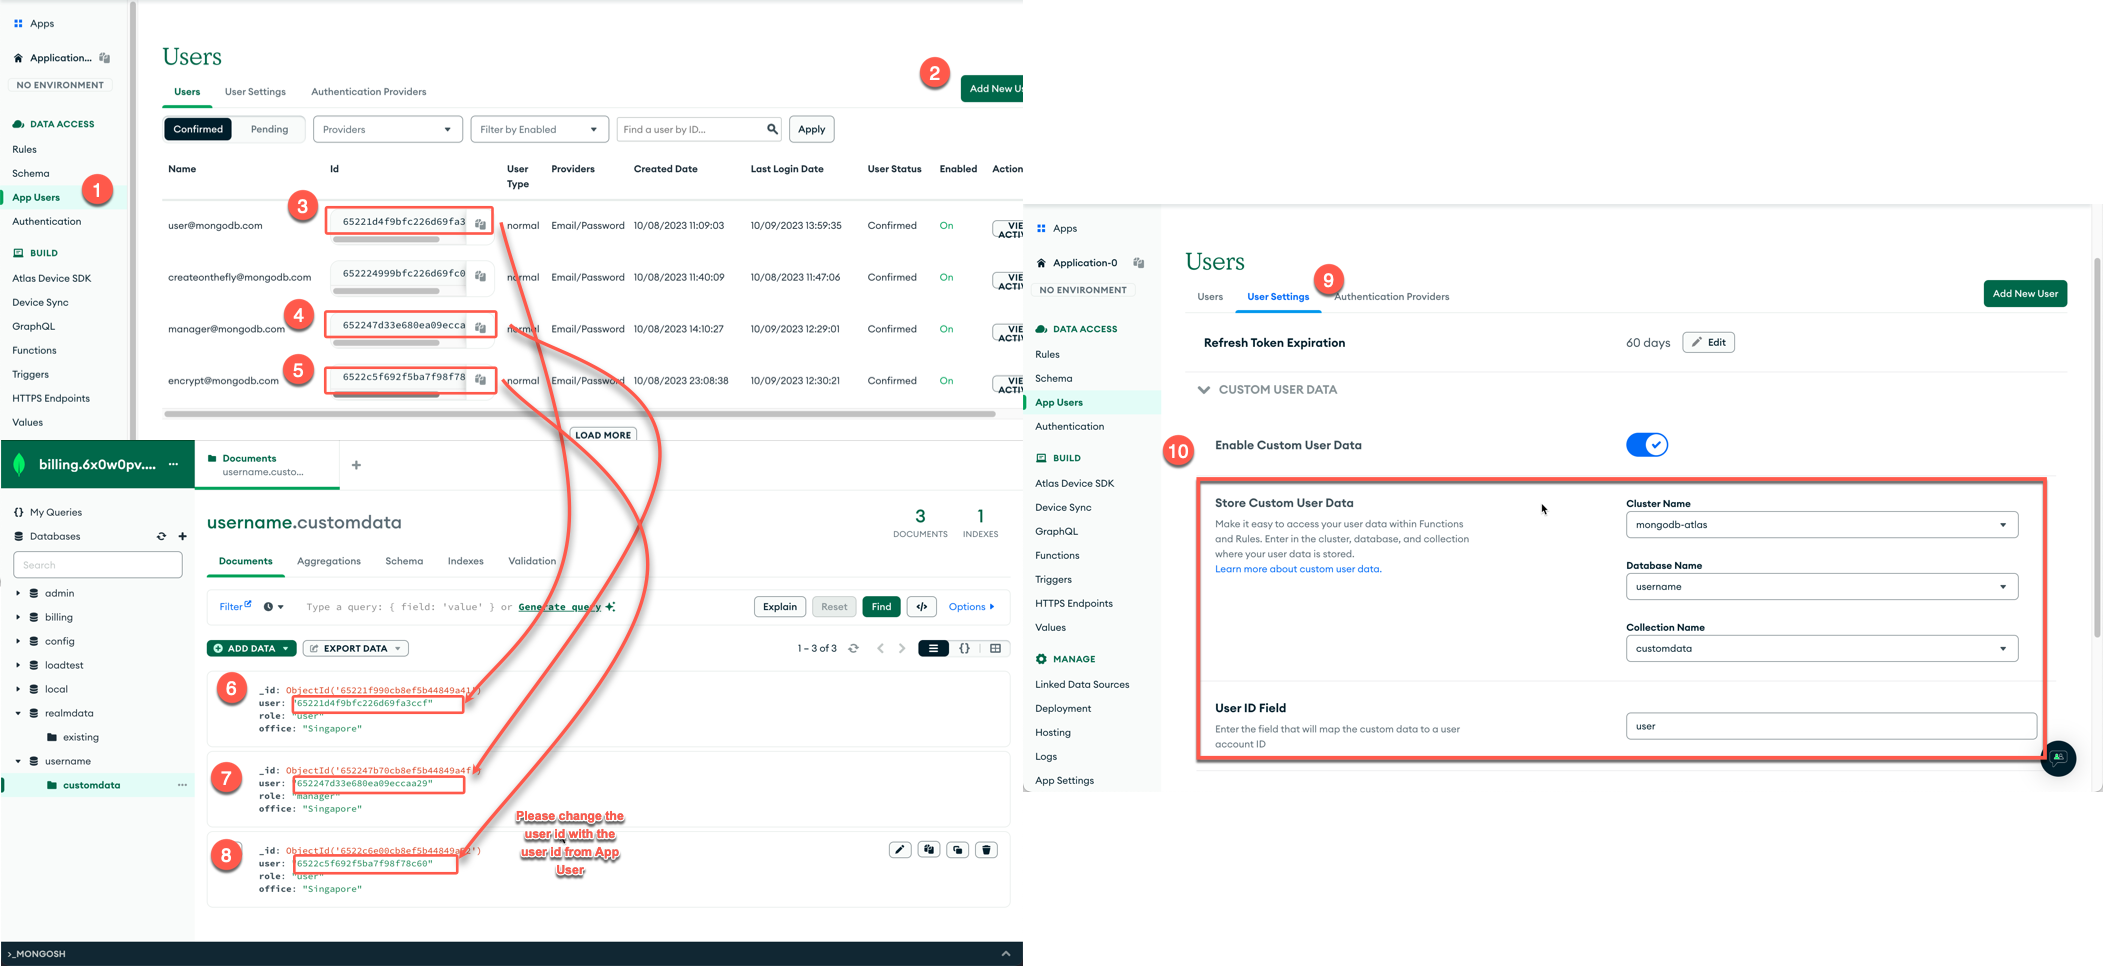 Apps
Application...
NO ENVIRONMENT
DATA ACCESS
Rules
Schema
App Users
1
Authentication
BUILD
Atlas Device SDK
Device Sync
GraphQL
Functions
Triggers
HTTPS Endpoints
Values
Users
2
Add New Us
Users
User Settings
Authentication Providers
Confirmed
Pending
Providers
Filter by Enabled
Find a user by ID...
Apply
Name
Id
User Type
Providers
Created Date
Last Login Date
User Status
Enabled
Action
3
user@mongodb.com
65221d4f9bfc226d69fa3
normal
Email/Password
10/08/2023 11:09:03
10/09/2023 13:59:35
Confirmed
On
VIE
ACTIV
createonthefly@mongodb.com
652224999bfc226d69fc0
normal
Email/Password
10/08/2023 11:40:09
10/08/2023 11:47:06
Confirmed
On
VIE
ACTIV
4
manager@mongodb.com
652247d33e680ea09ecca
normal
Email/Password
10/08/2023 14:10:27
10/09/2023 12:29:01
Confirmed
On
VIE
ACTIV
5
encrypt@mongodb.com
6522c5f692f5ba7f98f78
normal
Email/Password
10/08/2023 23:08:38
10/09/2023 12:30:21
Confirmed
On
VIE
ACTIV
LOAD MORE
billing.6x0w0pv....
Documents
username.custo...
My Queries
Databases
Search
admin
billing
config
loadtest
local
realmdata
existing
username
customdata
username.customdata
3
DOCUMENTS
1
INDEXES
Documents
Aggregations
Schema
Indexes
Validation
Filter
Type a query: { field: 'value' } or Generate query
Explain
Reset
Find
</>
Options
ADD DATA
EXPORT DATA
1 – 3 of 3
{}
6
_id: ObjectId('65221f990cb8ef5b44849a41')
user: "65221d4f9bfc226d69fa3ccf"
role: "user"
office: "Singapore"
7
_id: ObjectId('652247b70cb8ef5b44849a4f')
user: "652247d33e680ea09eccaa29"
role: "manager"
office: "Singapore"
8
_id: ObjectId('6522c6e00cb8ef5b44849a 2')
user: "6522c5f692f5ba7f98f78c60"
role: "user"
office: "Singapore"
Please change the
user id with the
user id from App
User
>_MONGOSH
Apps
Application-0
NO ENVIRONMENT
DATA ACCESS
Rules
Schema
App Users
Authentication
BUILD
Atlas Device SDK
Device Sync
GraphQL
Functions
Triggers
HTTPS Endpoints
Values
MANAGE
Linked Data Sources
Deployment
Hosting
Logs
App Settings
Users
9
Users
User Settings
Authentication Providers
Add New User
Refresh Token Expiration
60 days
Edit
CUSTOM USER DATA
10
Enable Custom User Data
Store Custom User Data
Make it easy to access your user data within Functions
and Rules. Enter in the cluster, database, and collection
where your user data is stored.
Learn more about custom user data.
Cluster Name
mongodb-atlas
Database Name
username
Collection Name
customdata
User ID Field
Enter the field that will map the custom data to a user
account ID
user